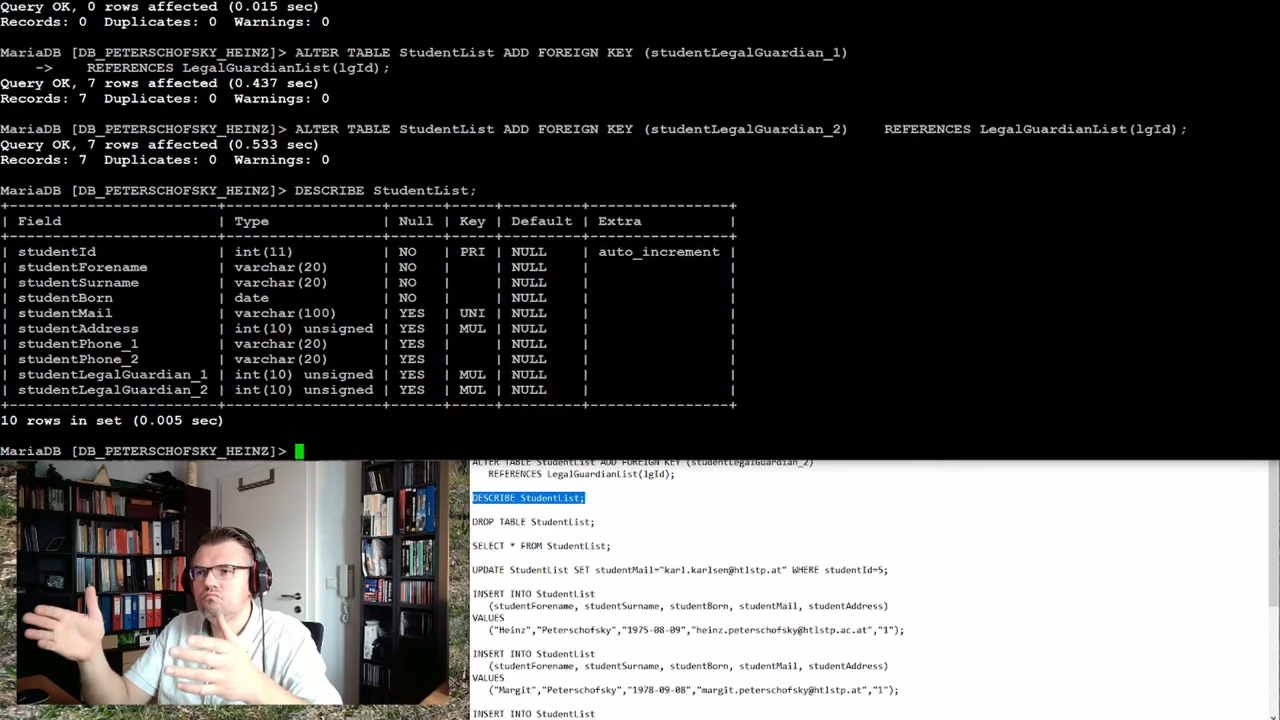 Query OK, 0 rows affected (0.015 sec)
Records: 0  Duplicates: 0  Warnings: 0
MariaDB [DB_PETERSCHOFSKY_HEINZ]> ALTER TABLE StudentList ADD FOREIGN KEY (studentLegalGuardian_1)
    ->    REFERENCES LegalGuardianList(lgId);
Query OK, 7 rows affected (0.437 sec)
Records: 7  Duplicates: 0  Warnings: 0
MariaDB [DB_PETERSCHOFSKY_HEINZ]> ALTER TABLE StudentList ADD FOREIGN KEY (studentLegalGuardian_2)    REFERENCES LegalGuardianList(lgId);
Query OK, 7 rows affected (0.533 sec)
Records: 7  Duplicates: 0  Warnings: 0
MariaDB [DB_PETERSCHOFSKY_HEINZ]> DESCRIBE StudentList;
+------------------------+------------------+------+-----+---------+----------------+
| Field                  | Type             | Null | Key | Default | Extra          |
+------------------------+------------------+------+-----+---------+----------------+
| studentId              | int(11)          | NO   | PRI | NULL    | auto_increment |
| studentForename        | varchar(20)      | NO   |     | NULL    |                |
| studentSurname         | varchar(20)      | NO   |     | NULL    |                |
| studentBorn            | date             | NO   |     | NULL    |                |
| studentMail            | varchar(100)     | YES  | UNI | NULL    |                |
| studentAddress         | int(10) unsigned | YES  | MUL | NULL    |                |
| studentPhone_1         | varchar(20)      | YES  |     | NULL    |                |
| studentPhone_2         | varchar(20)      | YES  |     | NULL    |                |
| studentLegalGuardian_1 | int(10) unsigned | YES  | MUL | NULL    |                |
| studentLegalGuardian_2 | int(10) unsigned | YES  | MUL | NULL    |                |
+------------------------+------------------+------+-----+---------+----------------+
10 rows in set (0.005 sec)
MariaDB [DB_PETERSCHOFSKY_HEINZ]>
ALTER TABLE StudentList ADD FOREIGN KEY (studentLegalGuardian_2)
REFERENCES LegalGuardianList(lgId);
DESCRIBE StudentList;
DROP TABLE StudentList;
SELECT * FROM StudentList;
UPDATE StudentList SET studentMail="karl.karlsen@htlstp.at" WHERE studentId=5;
INSERT INTO StudentList
(studentForename, studentSurname, studentBorn, studentMail, studentAddress)
VALUES
("Heinz","Peterschofsky","1975-08-09","heinz.peterschofsky@htlstp.ac.at","1");
INSERT INTO StudentList
(studentForename, studentSurname, studentBorn, studentMail, studentAddress)
VALUES
("Margit","Peterschofsky","1978-09-08","margit.peterschofsky@htlstp.at","1");
INSERT INTO StudentList